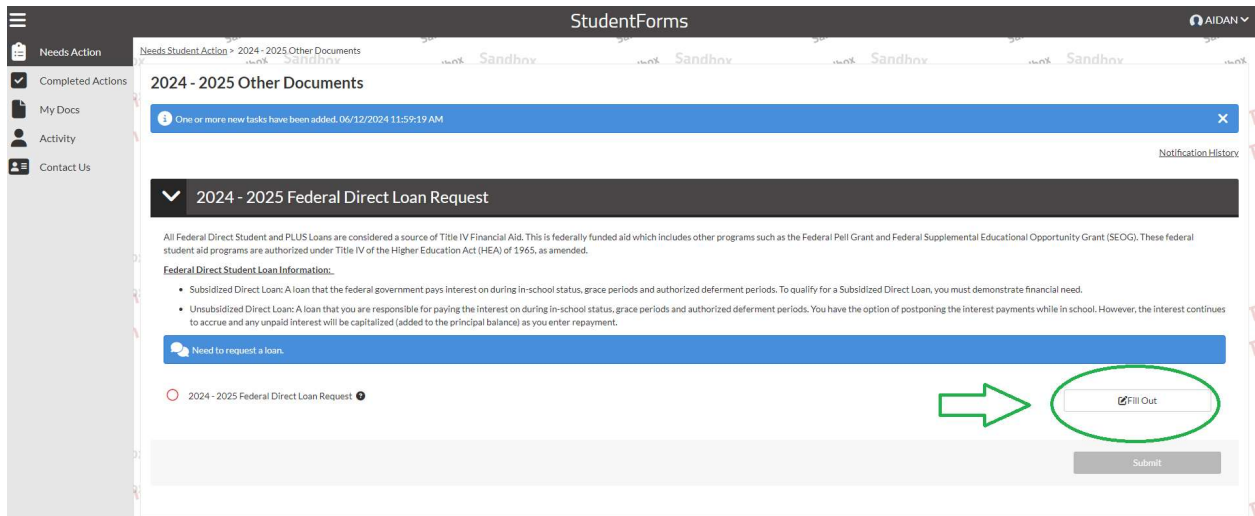 StudentForms
AIDAN
Needs Action
Completed Actions
My Docs
Activity
Contact Us
Needs Student Action > 2024 - 2025 Other Documents
Sandbox Sandbox Sandbox Sandbox
2024 - 2025 Other Documents
One or more new tasks have been added. 06/12/2024 11:59:19 AM
Notification History
2024 - 2025 Federal Direct Loan Request
All Federal Direct Student and PLUS Loans are considered a source of Title IV Financial Aid. This is federally funded aid which includes other programs such as the Federal Pell Grant and Federal Supplemental Educational Opportunity Grant (SEOG). These federal
student aid programs are authorized under Title IV of the Higher Education Act (HEA) of 1965, as amended.
Federal Direct Student Loan Information:
• Subsidized Direct Loan: A loan that the federal government pays interest on during in-school status, grace periods and authorized deferment periods. To qualify for a Subsidized Direct Loan, you must demonstrate financial need.
• Unsubsidized Direct Loan: A loan that you are responsible for paying the interest on during in-school status, grace periods and authorized deferment periods. You have the option of postponing the interest payments while in school. However, the interest continues
to accrue and any unpaid interest will be capitalized (added to the principal balance) as you enter repayment.
Need to request a loan.
2024 - 2025 Federal Direct Loan Request
Fill Out
Submit